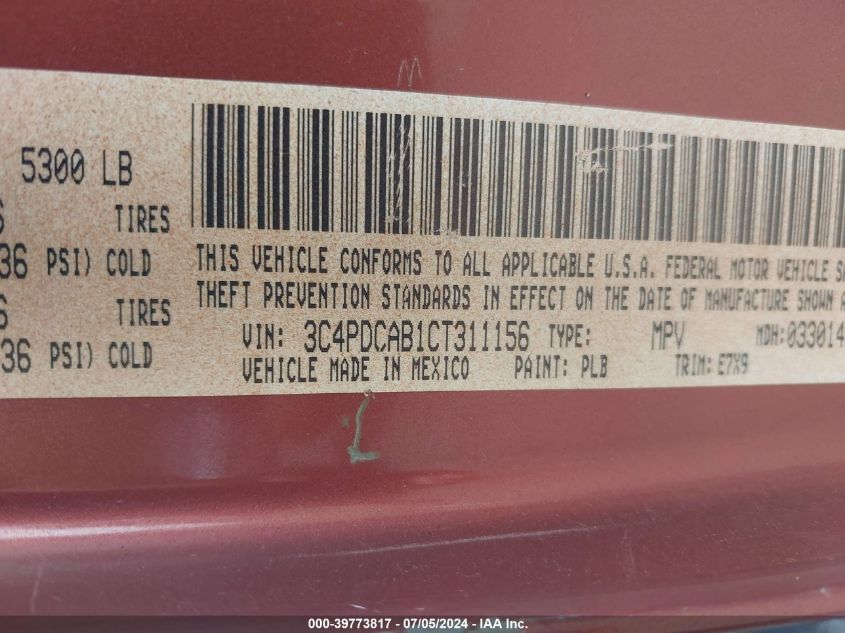 5300 LB
TIRES
36 PSI) COLD
TIRES
36 PSI) COLD
THIS VEHICLE CONFORMS TO ALL APPLICABLE U.S.A. FEDERAL MOTOR VEHICLE
THEFT PREVENTION STANDARDS IN EFFECT ON THE DATE OF MANUFACTURE SHOWN
VIN: 3C4PDCAB1CT311156 TYPE: MPV MDH:033014
VEHICLE MADE IN MEXICO PAINT: PLB TRIM: E7X9
000-39773817 / 07/05/2024 - IAA Inc.